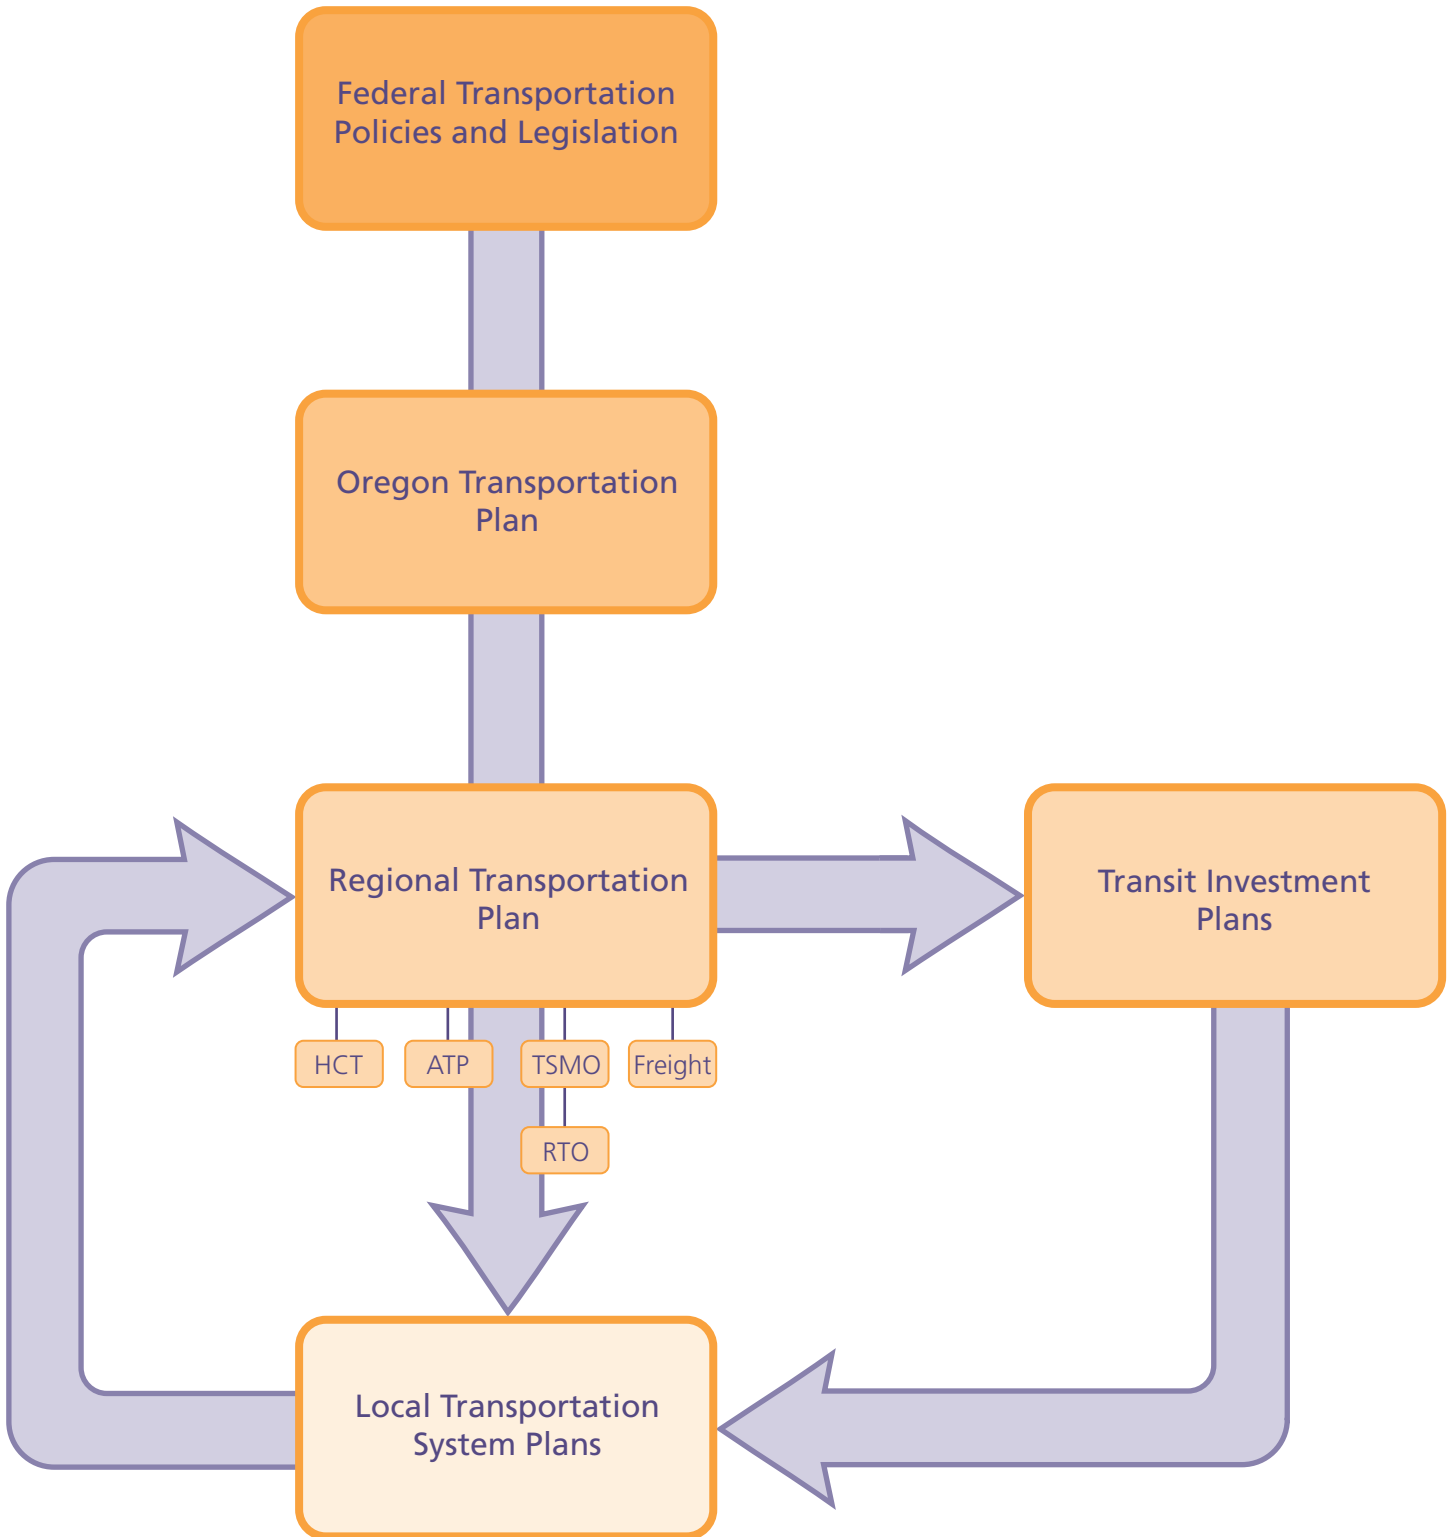 Federal Transportation
Policies and Legislation
Oregon Transportation
Plan
Regional Transportation
Plan
Transit Investment
Plans
HCT
ATP
TSMO
Freight
RTO
Local Transportation
System Plans